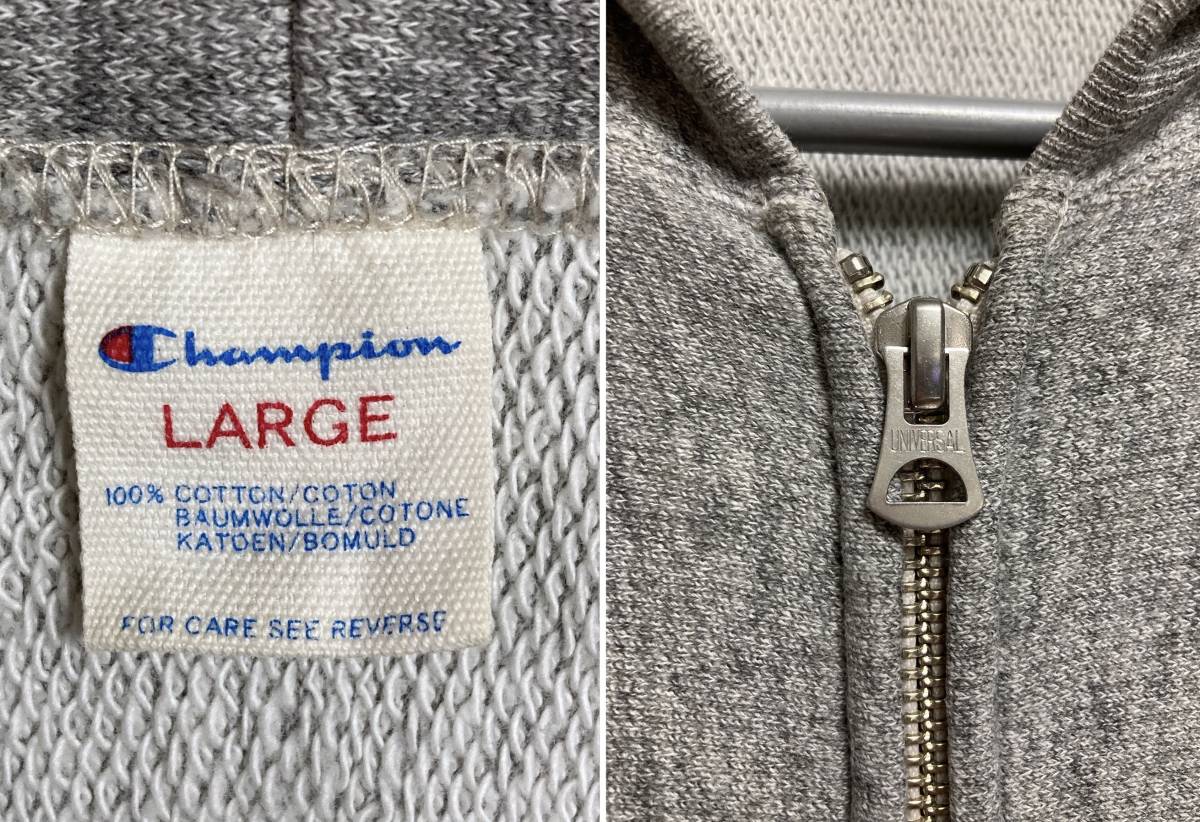 Champion
LARGE
100% COTTON/COTON
BAUMWOLLE/COTONE
KATOEN/BOMULD
FOR CARE SEE REVERSE
UNIVERSAL